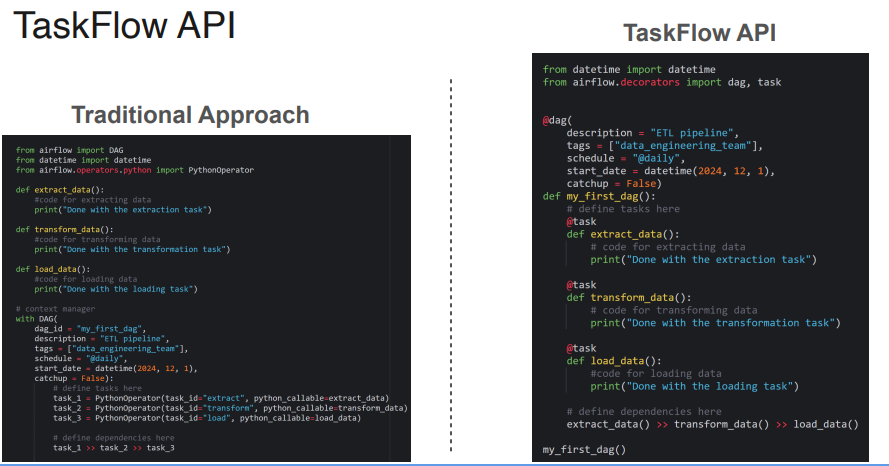 TaskFlow API
Traditional Approach
from airflow import DAG
from datetime import datetime
from airflow.operators.python import PythonOperator
def extract_data():
#code for extracting data
print("Done with the extraction task")
def transform_data():
#code for transforming data
print("Done with the transformation task")
def load_data():
#code for loading data
print("Done with the loading task")
# context manager
with DAG(
dag_id = "my_first_dag",
description = "ETL pipeline",
tags = ["data_engineering_team"],
schedule = "@daily",
start_date = datetime(2024, 12, 1),
catchup = False):
# define tasks here
task_1 = PythonOperator(task_id="extract", python_callable=extract_data)
task_2 = PythonOperator(task_id="transform", python_callable=transform_data)
task_3 = PythonOperator(task_id="load", python_callable=load_data)
# define dependencies here
task_1 >> task_2 >> task_3
TaskFlow API
from datetime import datetime
from airflow.decorators import dag, task
@dag(
description = "ETL pipeline",
tags = ["data_engineering_team"],
schedule = "@daily",
start_date = datetime(2024, 12, 1),
catchup = False)
def my_first_dag():
# define tasks here
@task
def extract_data():
# code for extracting data
print("Done with the extraction task")
@task
def transform_data():
# code for transforming data
print("Done with the transformation task")
@task
def load_data():
#code for loading data
print("Done with the loading task")
# define dependencies here
extract_data() >> transform_data() >> load_data()
my_first_dag()